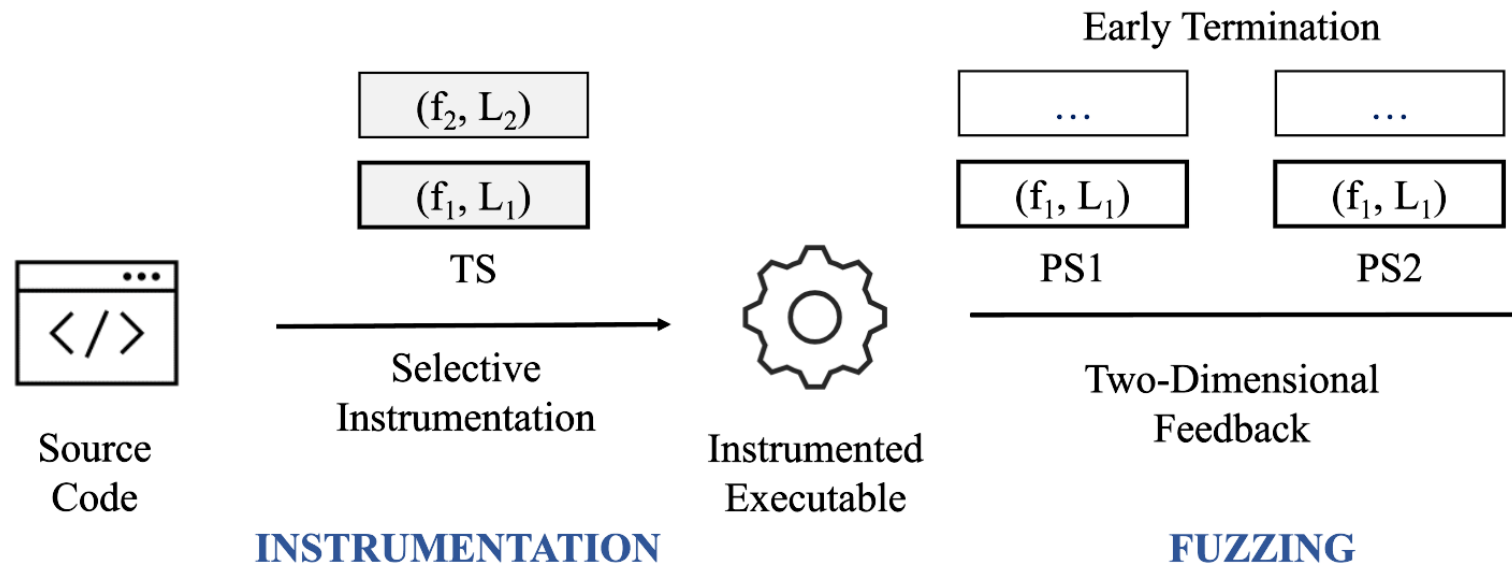 Early Termination
(f₂, L₂)
…
…
(f₁, L₁)
(f₁, L₁)
(f₁, L₁)
TS
PS1
PS2
</>
Selective
Instrumentation
Two-Dimensional
Feedback
Source
Code
Instrumented
Executable
INSTRUMENTATION
FUZZING